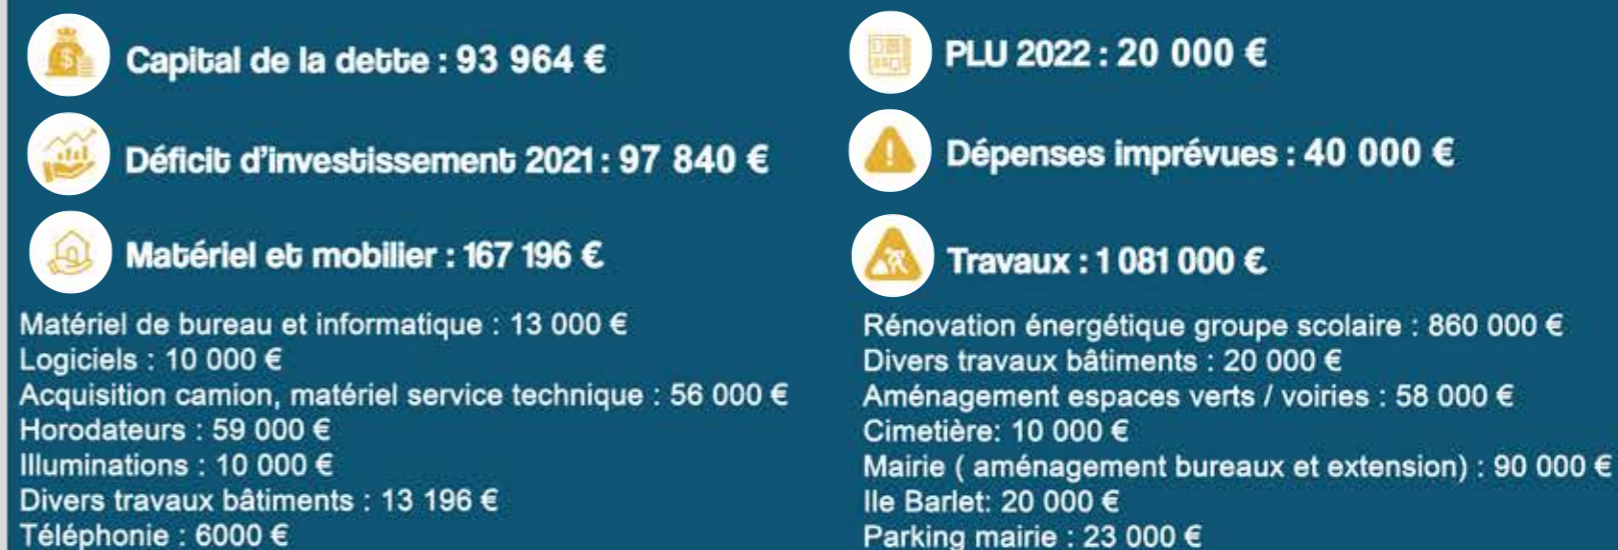 Capital de la dette : 93 964 €
Déficit d'investissement 2021 : 97 840 €
Matériel et mobilier : 167 196 €
Matériel de bureau et informatique : 13 000 €
Logiciels : 10 000 €
Acquisition camion, matériel service technique : 56 000 €
Horodateurs : 59 000 €
Illuminations : 10 000 €
Divers travaux bâtiments : 13 196 €
Téléphonie : 6000 €
PLU 2022 : 20 000 €
Dépenses imprévues : 40 000 €
Travaux : 1 081 000 €
Rénovation énergétique groupe scolaire : 860 000 €
Divers travaux bâtiments : 20 000 €
Aménagement espaces verts / voiries : 58 000 €
Cimetière: 10 000 €
Mairie ( aménagement bureaux et extension) : 90 000 €
Ile Barlet: 20 000 €
Parking mairie : 23 000 €